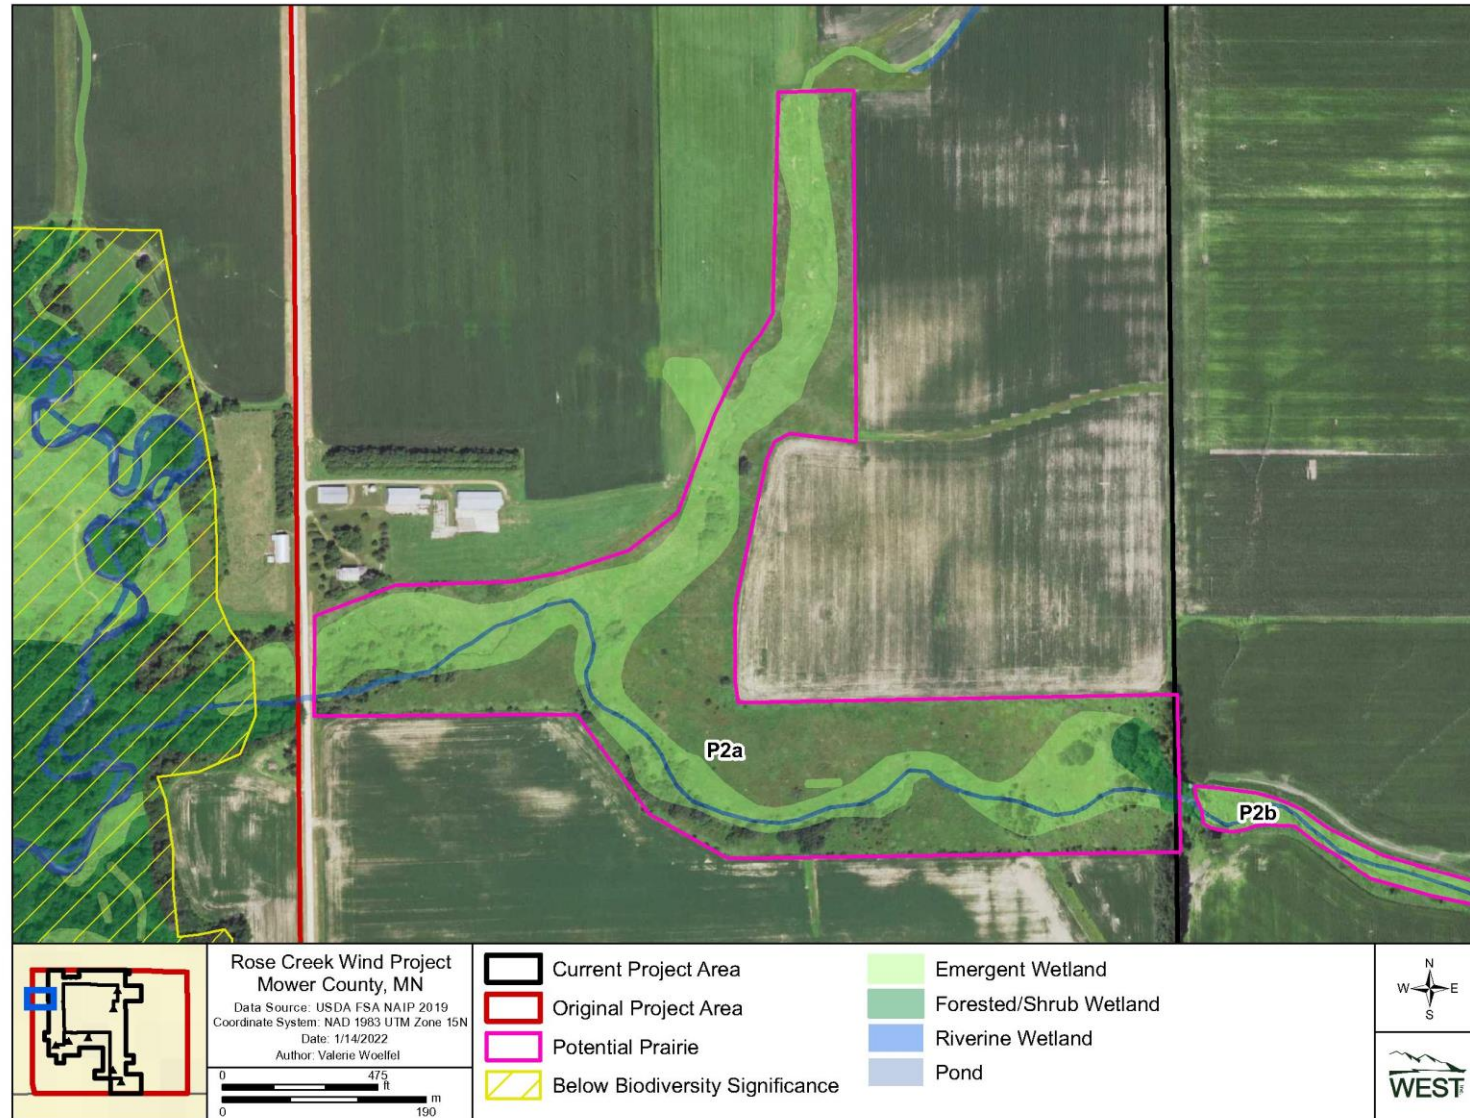 P2a
P2b
Rose Creek Wind Project
Mower County, MN
Data Source: USDA FSA NAIP 2019
Coordinate System: NAD 1983 UTM Zone 15N
Date: 1/14/2022
Author: Valerie Woelfel
0 475
ft
m
0 190
Current Project Area
Original Project Area
Potential Prairie
Below Biodiversity Significance
Emergent Wetland
Forested/Shrub Wetland
Riverine Wetland
Pond
N
W E
S
WEST